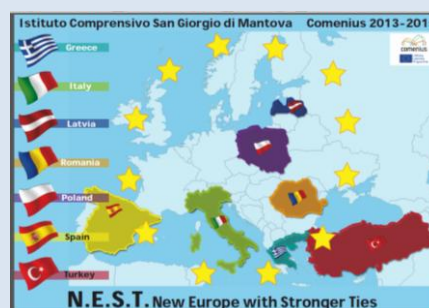 Istituto Comprensivo San Giorgio di Mantova Comenius 2013-201
comenius
Greece
Italy
Latvia
Romania
Poland
Spain
Turkey
N.E.S.T. New Europe with Stronger Ties